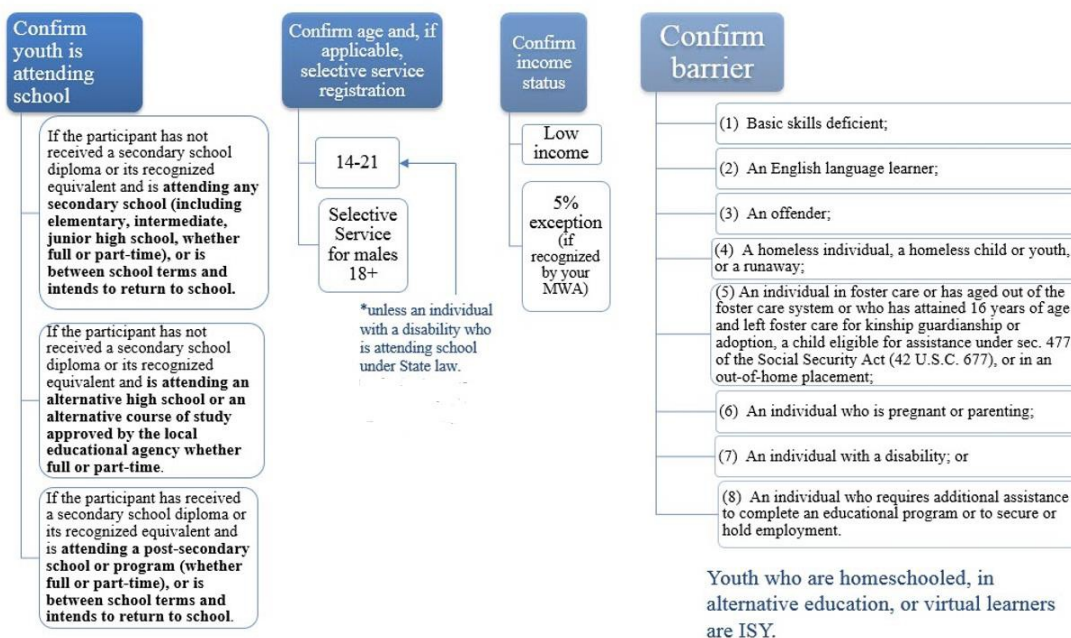 Confirm
youth is
attending
school
If the participant has not
received a secondary school
diploma or its recognized
equivalent and is attending any
secondary school (including
elementary, intermediate,
junior high school, whether
full or part-time), or is
between school terms and
intends to return to school.
If the participant has not
received a secondary school
diploma or its recognized
equivalent and is attending an
alternative high school or an
alternative course of study
approved by the local
educational agency whether
full or part-time.
If the participant has received
a secondary school diploma or
its recognized equivalent and
is attending a post-secondary
school or program (whether
full or part-time), or is
between school terms and
intends to return to school.
Confirm age and, if
applicable,
selective service
registration
14-21
Selective
Service
for males
18+
*unless an individual
with a disability who
is attending school
under State law.
Confirm
income
status
Low
income
5%
exception
(if
recognized
by your
MWA)
Confirm
barrier
(1) Basic skills deficient;
(2) An English language learner;
(3) An offender;
(4) A homeless individual, a homeless child or youth,
or a runaway;
(5) An individual in foster care or has aged out of the
foster care system or who has attained 16 years of age
and left foster care for kinship guardianship or
adoption, a child eligible for assistance under sec. 477
of the Social Security Act (42 U.S.C. 677), or in an
out-of-home placement;
(6) An individual who is pregnant or parenting;
(7) An individual with a disability; or
(8) An individual who requires additional assistance
to complete an educational program or to secure or
hold employment.
Youth who are homeschooled, in
alternative education, or virtual learners
are ISY.